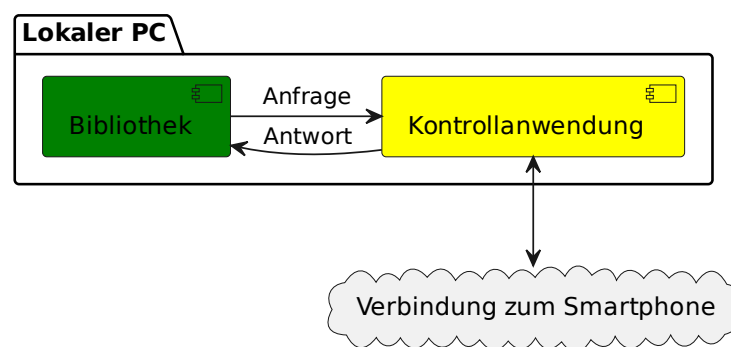 Lokaler PC
Anfrage
Bibliothek
Kontrollanwendung
Antwort
Verbindung zum Smartphone